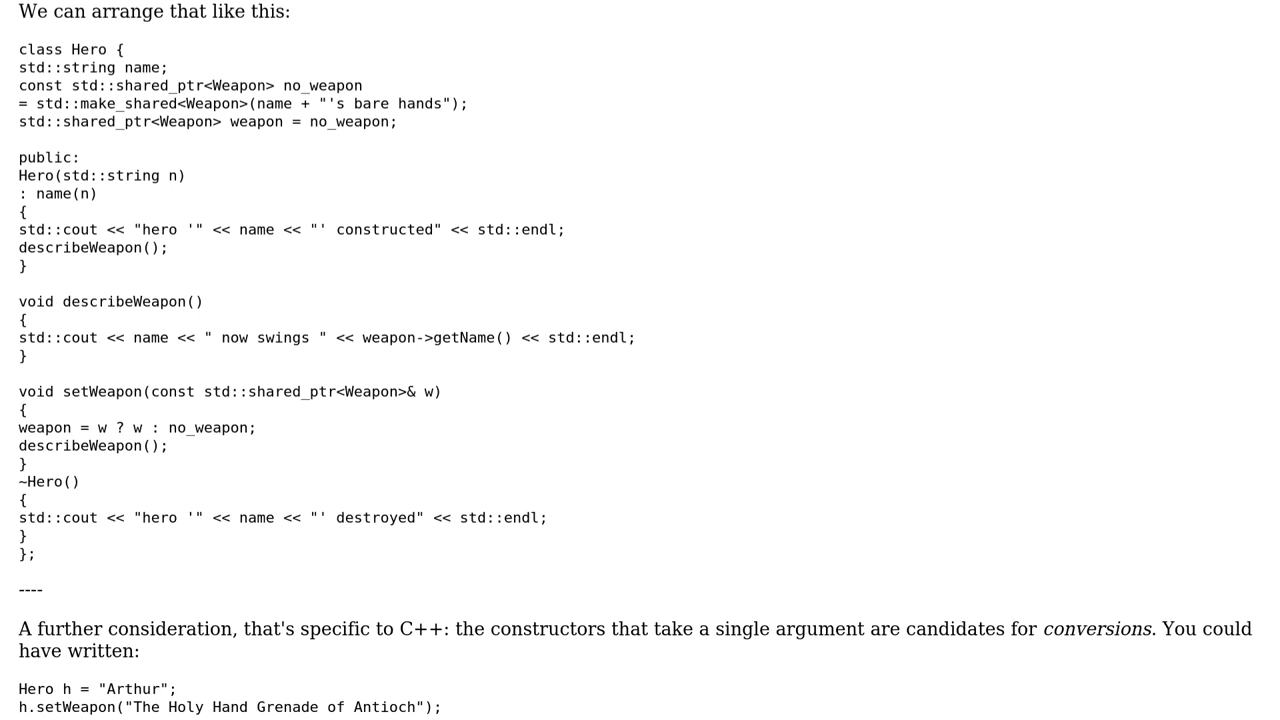 We can arrange that like this:
class Hero {
std::string name;
const std::shared_ptr<Weapon> no_weapon
= std::make_shared<Weapon>(name + "'s bare hands");
std::shared_ptr<Weapon> weapon = no_weapon;
public:
Hero(std::string n)
: name(n)
{
std::cout << "hero '" << name << "' constructed" << std::endl;
describeWeapon();
}
void describeWeapon()
{
std::cout << name << " now swings " << weapon->getName() << std::endl;
}
void setWeapon(const std::shared_ptr<Weapon>& w)
{
weapon = w ? w : no_weapon;
describeWeapon();
}
~Hero()
{
std::cout << "hero '" << name << "' destroyed" << std::endl;
}
};
----
A further consideration, that's specific to C++: the constructors that take a single argument are candidates for conversions. You could
have written:
Hero h = "Arthur";
h.setWeapon("The Holy Hand Grenade of Antioch");